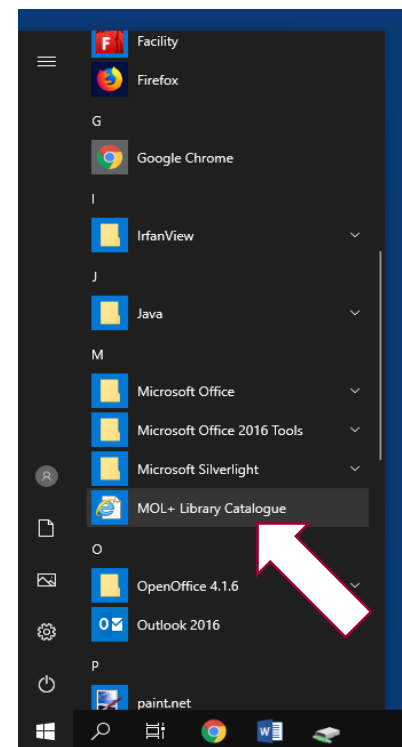 Facility
Firefox
G
Google Chrome
I
IrfanView
J
Java
M
Microsoft Office
Microsoft Office 2016 Tools
Microsoft Silverlight
MOL+ Library Catalogue
O
OpenOffice 4.1.6
Outlook 2016
P
paint.net